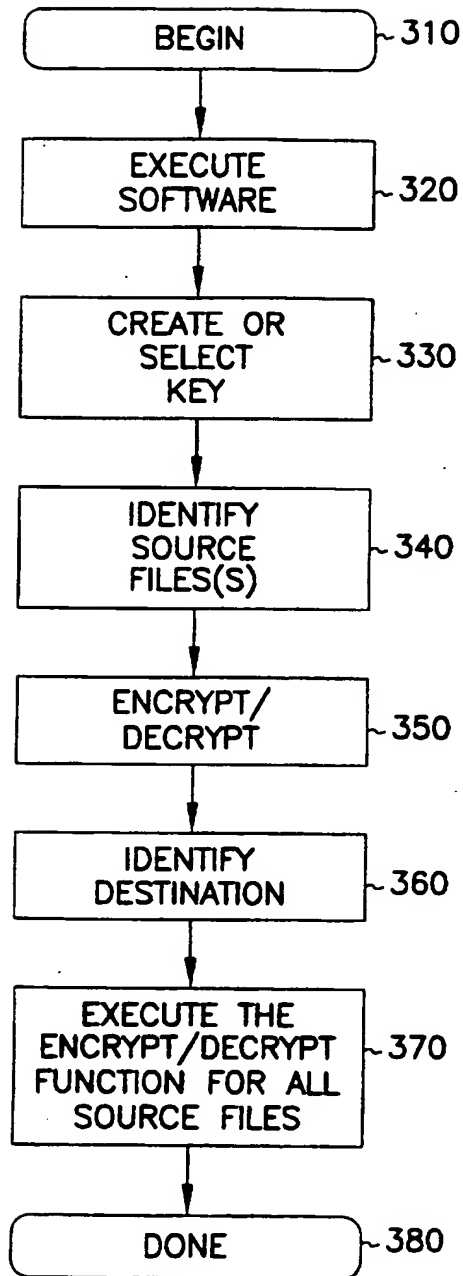 BEGIN
310
EXECUTE
SOFTWARE
320
CREATE OR
SELECT
KEY
330
IDENTIFY
SOURCE
FILES(S)
340
ENCRYPT/
DECRYPT
350
IDENTIFY
DESTINATION
360
EXECUTE THE
ENCRYPT/DECRYPT
FUNCTION FOR ALL
SOURCE FILES
370
DONE
380